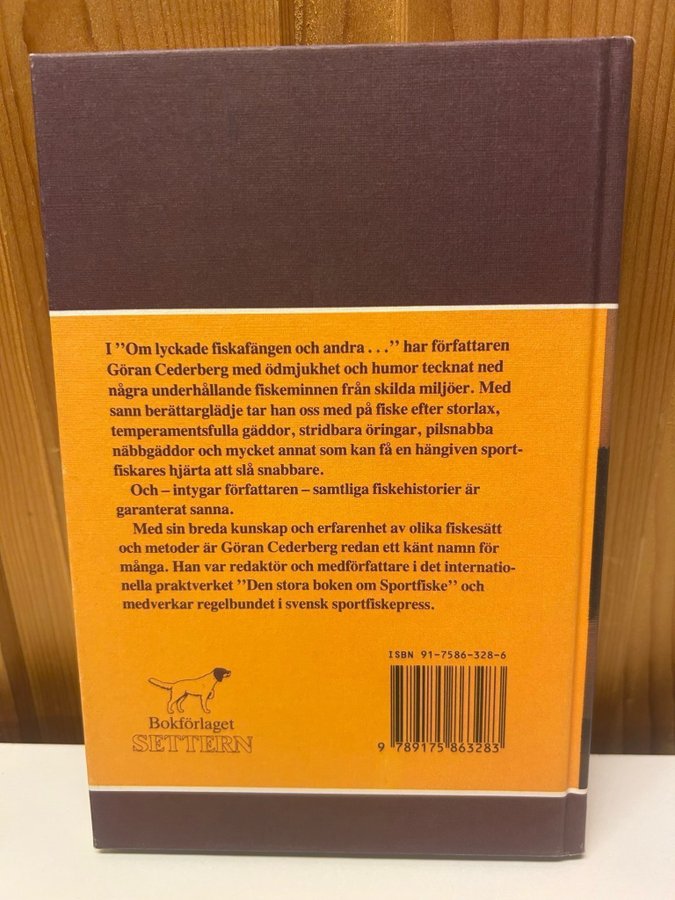 I ”Om lyckade fiskafängen och andra . . .” har författaren
Göran Cederberg med ödmjukhet och humor tecknat ned
några underhållande fiskeminnen från skilda miljöer. Med
sann berättarglädje tar han oss med på fiske efter storlax,
temperamentsfulla gäddor, stridbara öringar, pilsnabba
näbbgäddor och mycket annat som kan få en hängiven sport-
fiskares hjärta att slå snabbare.
Och – intygar författaren – samtliga fiskehistorier är
garanterat sanna.
Med sin breda kunskap och erfarenhet av olika fiskesätt
och metoder är Göran Cederberg redan ett känt namn för
många. Han var redaktör och medförfattare i det internatio-
nella praktverket ”Den stora boken om Sportfiske” och
medverkar regelbundet i svensk sportfiskepress.
ISBN 91-7586-328-6
9 789175 863283
Bokförlaget
SETTERN